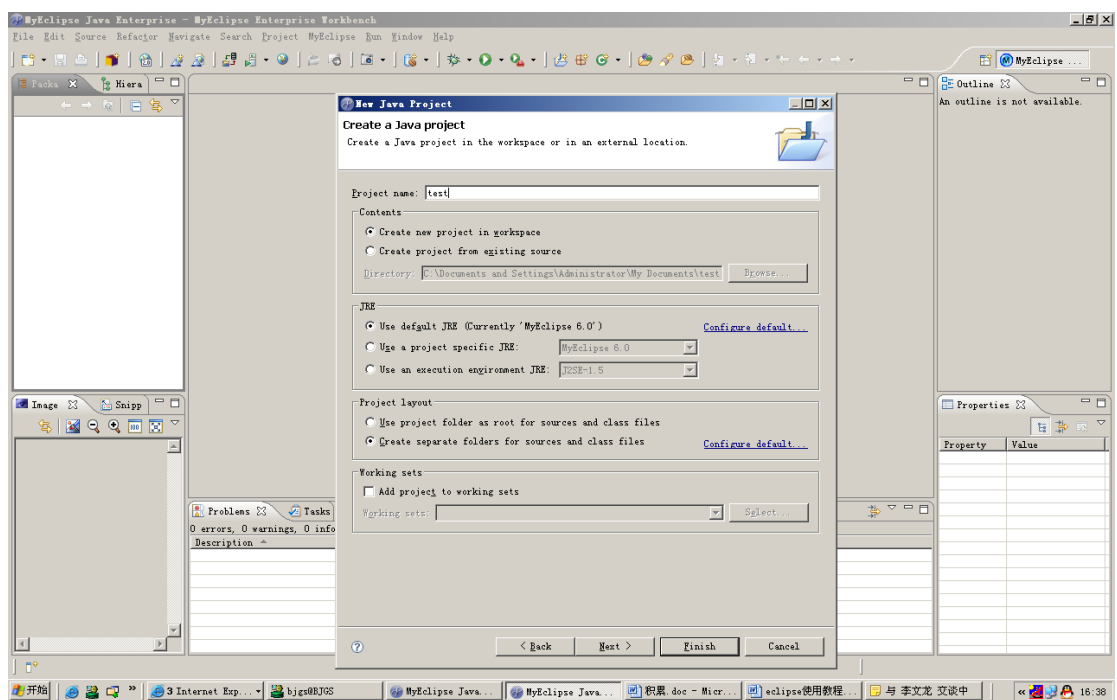 MyEclipse Java Enterprise - MyEclipse Enterprise Workbench
File Edit Source Refactor Navigate Search Project MyEclipse Run Window Help
MyEclipse ...
Packa
Hiera
Outline
An outline is not available.
New Java Project
Create a Java project
Create a Java project in the workspace or in an external location.
Project name: test
Contents
Create new project in workspace
Create project from existing source
Directory: C:\Documents and Settings\Administrator\My Documents\test Browse...
JRE
Use default JRE (Currently 'MyEclipse 6.0') Configure default...
Use a project specific JRE: MyEclipse 6.0
Use an execution environment JRE: J2SE-1.5
Project layout
Use project folder as root for sources and class files
Create separate folders for sources and class files Configure default...
Working sets
Add project to working sets
Working sets: Select...
< Back Next > Finish Cancel
Image
Snipp
Problems
Tasks
0 errors, 0 warnings, 0 info
Description
Properties
Property Value
开始 3 Internet Exp... bjgs@BJGS MyEclipse Java... MyEclipse Java... 积累.doc - Micr... eclipse使用教程... 与 李文龙 交谈中 16:38